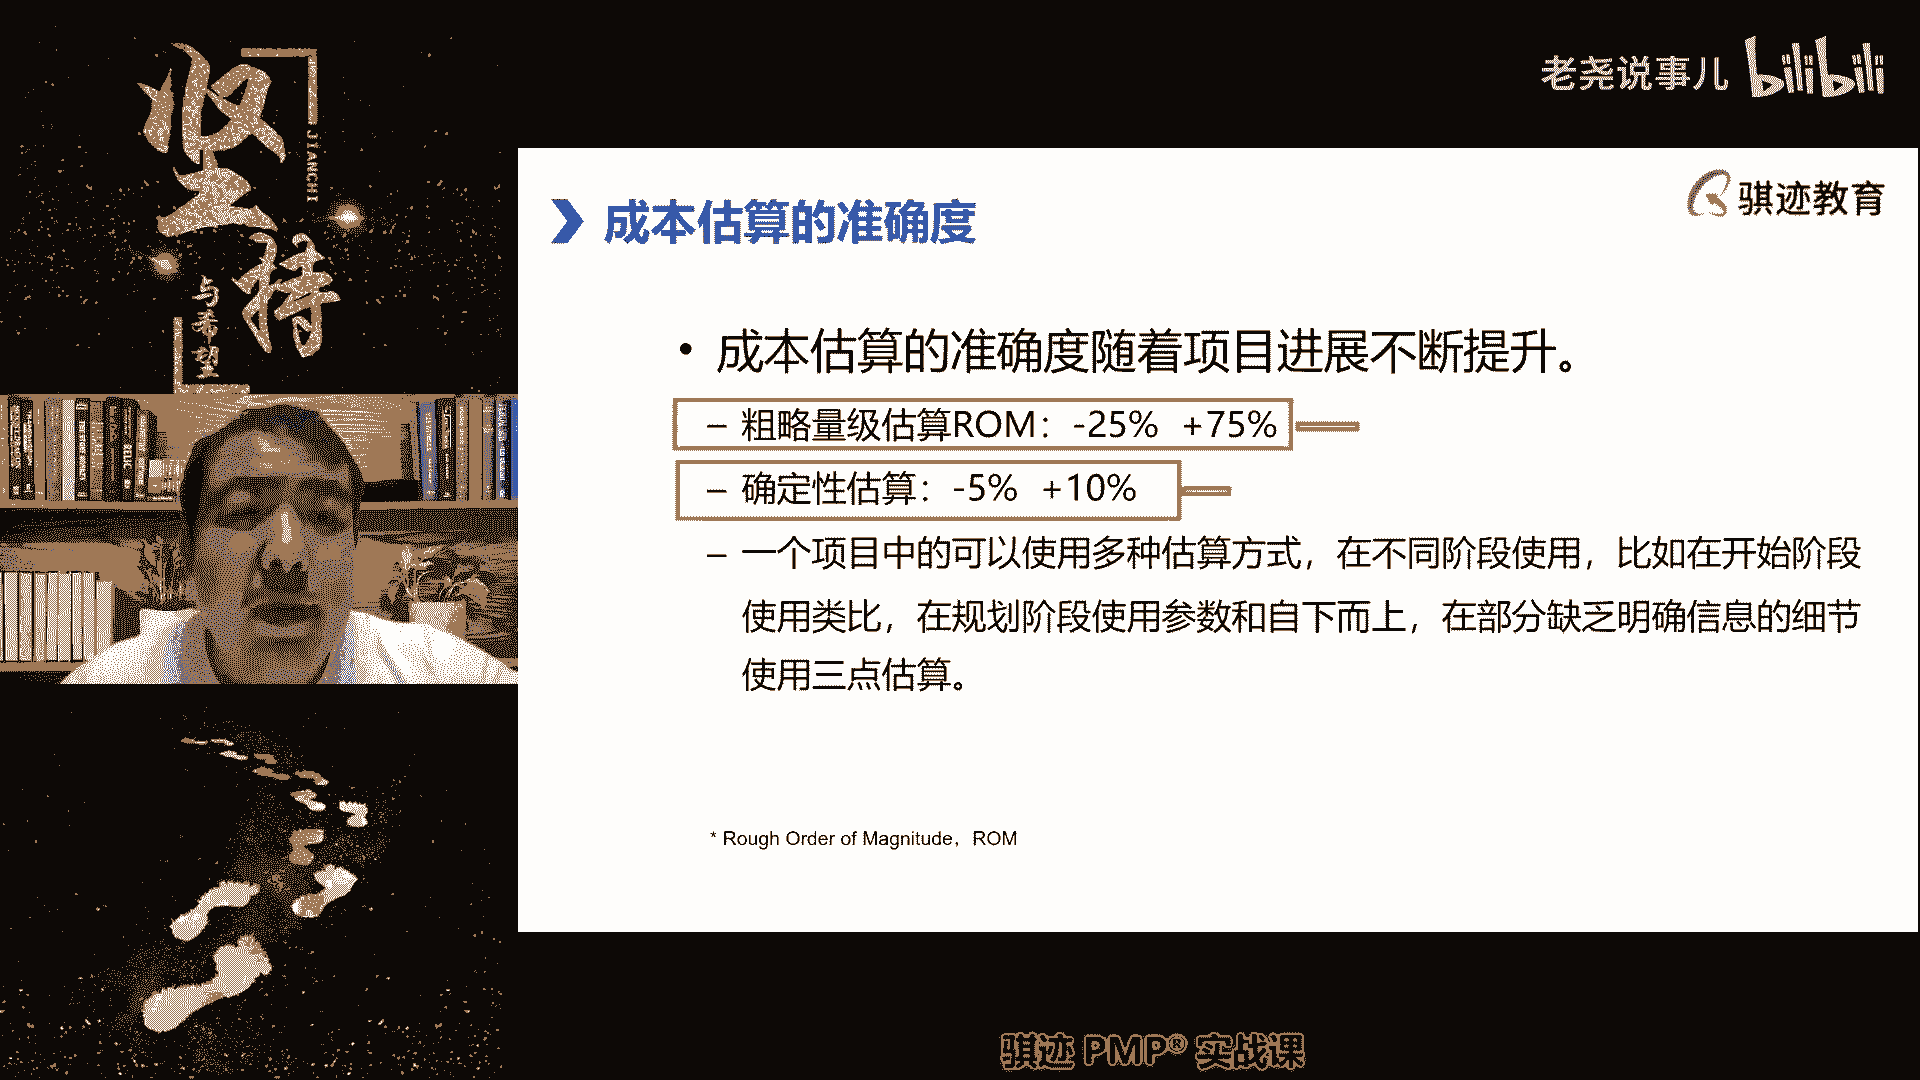 坚持
JIANCHI
与希望
老尧说事儿 bilibili
骐迹教育
成本估算的准确度
• 成本估算的准确度随着项目进展不断提升。
– 粗略量级估算ROM：-25% +75%
– 确定性估算：-5% +10%
– 一个项目中的可以使用多种估算方式，在不同阶段使用，比如在开始阶段
使用类比，在规划阶段使用参数和自下而上，在部分缺乏明确信息的细节
使用三点估算。
* Rough Order of Magnitude，ROM
骐迹 PMP® 实战课